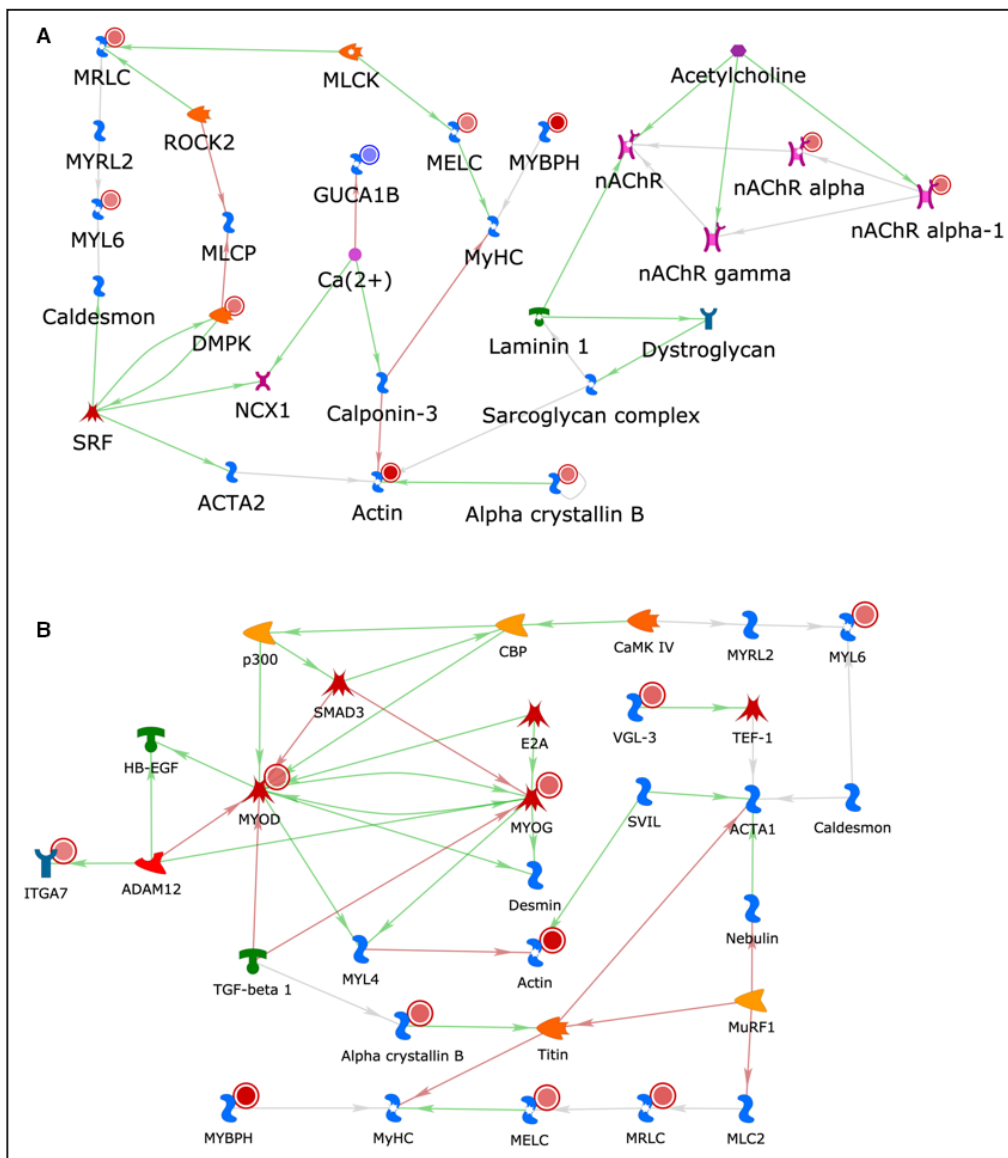 A
MRLC
MLCK
Acetylcholine
MYRL2
ROCK2
MELC
MYBPH
nAChR
nAChR alpha
GUCA1B
nAChR alpha-1
MYL6
MLCP
MyHC
nAChR gamma
Ca(2+)
Caldesmon
DMPK
Laminin 1
Dystroglycan
NCX1
Calponin-3
Sarcoglycan complex
SRF
ACTA2
Actin
Alpha crystallin B
B
p300
CBP
CaMK IV
MYRL2
MYL6
SMAD3
E2A
VGL-3
TEF-1
HB-EGF
MYOD
MYOG
SVIL
ACTA1
Caldesmon
ITGA7
ADAM12
Desmin
Nebulin
TGF-beta 1
MYL4
Actin
MuRF1
Alpha crystallin B
Titin
MYBPH
MyHC
MELC
MRLC
MLC2